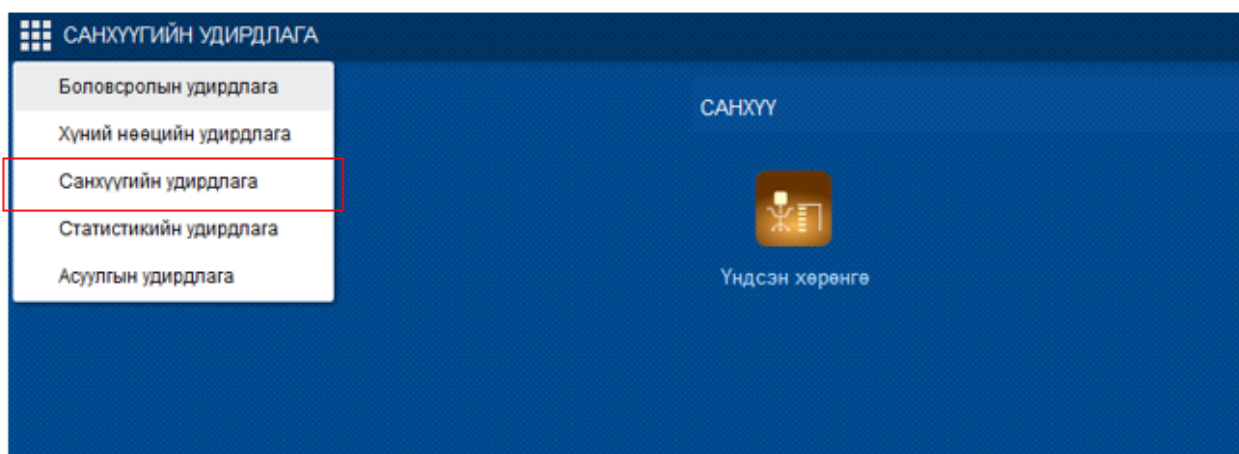 САНХҮҮГИЙН УДИРДЛАГА
Боловсролын удирдлага
Хүний нөөцийн удирдлага
Санхүүгийн удирдлага
Статистикийн удирдлага
Асуулгын удирдлага
САНХҮҮ
Үндсэн хөрөнгө